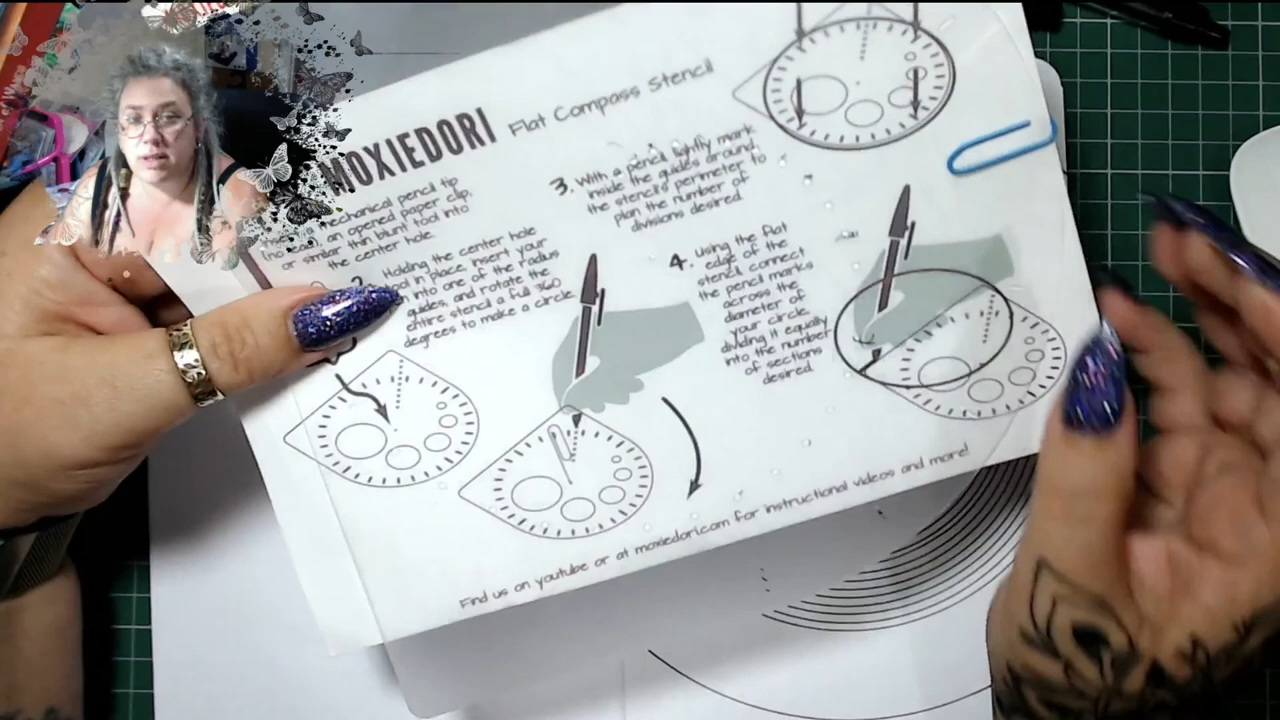 MOXIEDORI Flat Compass Stencil
mechanical pencil tip
(no lead), an opened paper clip,
or similar thin blunt tool into
the center hole.
2. Holding the center hole
in place, insert your
into one of the radius
guides, and rotate the
entire stencil a full 360
degrees to make a circle.
3. With a pencil lightly mark
inside the guides around
the stencil's perimeter to
plan the number of
divisions desired.
4. Using the flat
edge of the
stencil connect
the pencil marks
across the
diameter of
your circle,
dividing it equally
into the number
of sections
desired.
Find us on youtube or at moxiedori.com for instructional videos and more!